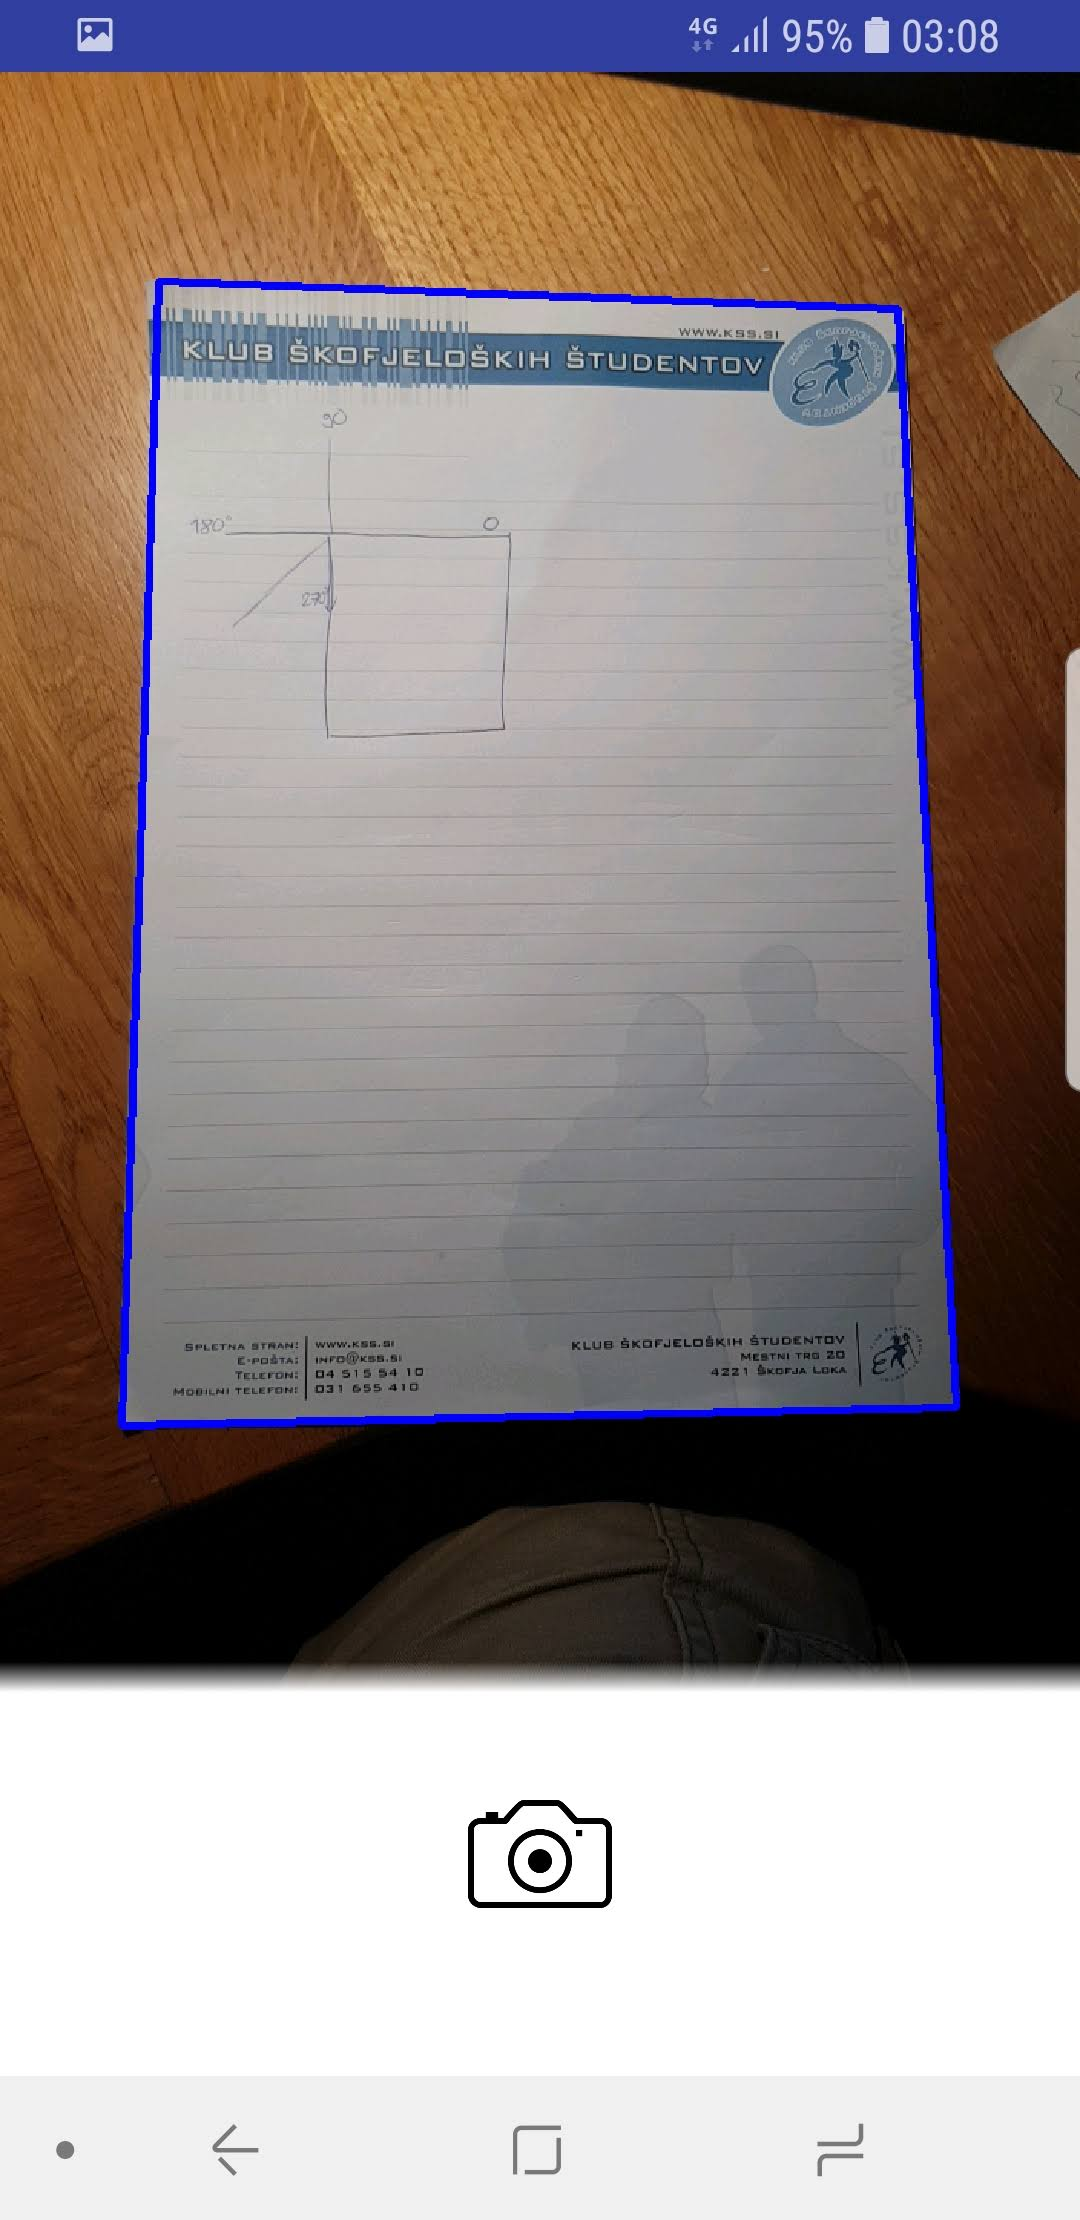 4G 95% 03:08
WWW.KSS.SI
KLUB ŠKOFJELOŠKIH ŠTUDENTOV
90
180°
0
270°
WWW.KSS.SI
SPLETNA STRAN: WWW.KSS.SI
E-POŠTA: INFO@KSS.SI
TELEFON: 04 515 54 10
MOBILNI TELEFON: 031 655 410
KLUB ŠKOFJELOŠKIH ŠTUDENTOV
MESTNI TRG 20
4221 ŠKOFJA LOKA